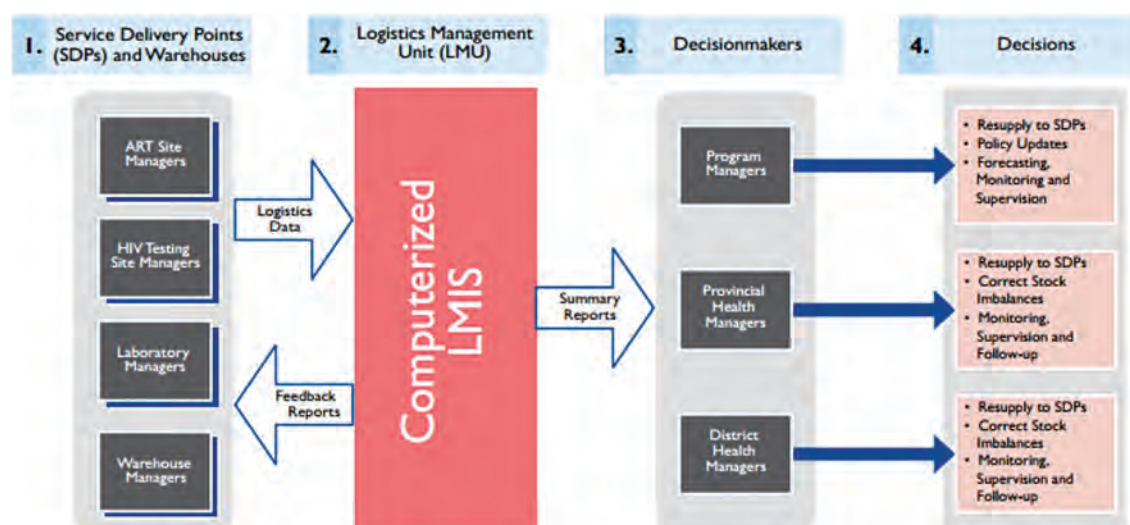 1.
Service Delivery Points
(SDPs) and Warehouses
2.
Logistics Management
Unit (LMU)
3.
Decisionmakers
4.
Decisions
ART Site
Managers
HIV Testing
Site Managers
Laboratory
Managers
Warehouse
Managers
Logistics
Data
Feedback
Reports
Computerized
LMIS
Summary
Reports
Program
Managers
Provincial
Health
Managers
District
Health
Managers
• Resupply to SDPs
• Policy Updates
• Forecasting,
Monitoring and
Supervision
• Resupply to SDPs
• Correct Stock
Imbalances
• Monitoring,
Supervision and
Follow-up
• Resupply to SDPs
• Correct Stock
Imbalances
• Monitoring,
Supervision and
Follow-up